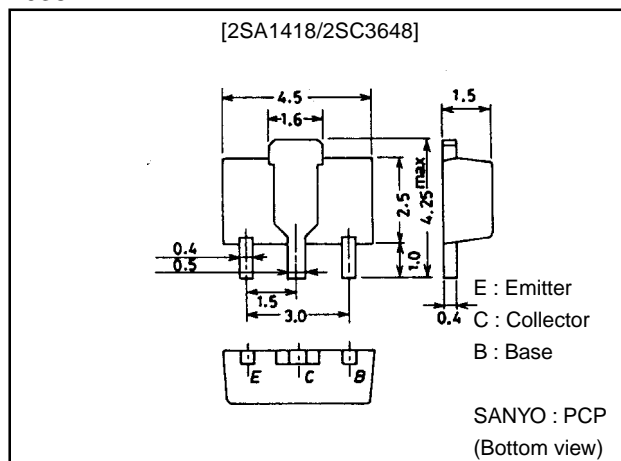 [2SA1418/2SC3648]
4.5
1.6
1.5
2.5
4.25max
1.0
0.4
0.5
1.5
3.0
0.4
E : Emitter
C : Collector
B : Base
E C B
SANYO : PCP
(Bottom view)